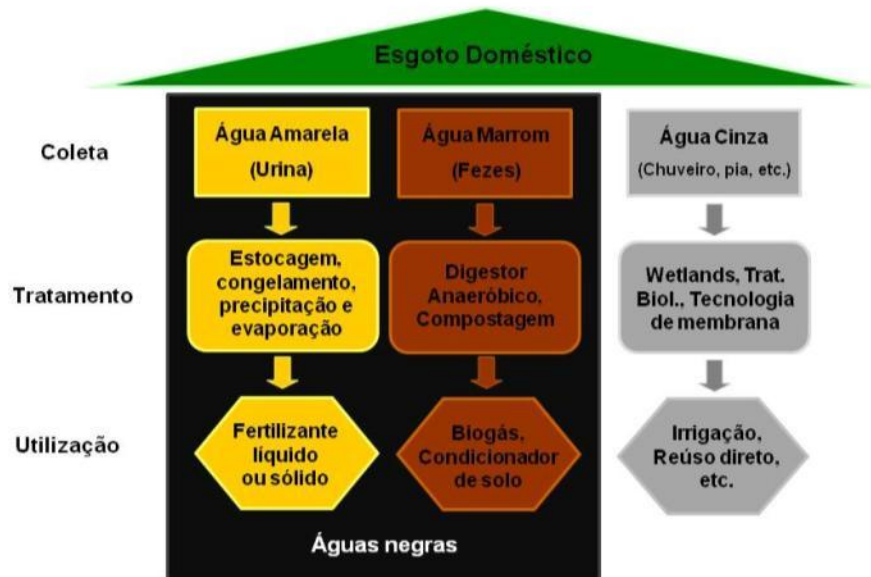 Esgoto Doméstico
Coleta
Água Amarela
(Urina)
Água Marrom
(Fezes)
Água Cinza
(Chuveiro, pia, etc.)
Tratamento
Estocagem,
congelamento,
precipitação e
evaporação
Digestor
Anaeróbico,
Compostagem
Wetlands, Trat.
Biol., Tecnologia
de membrana
Utilização
Fertilizante
líquido
ou sólido
Biogás,
Condicionador
de solo
Irrigação,
Reúso direto,
etc.
Águas negras